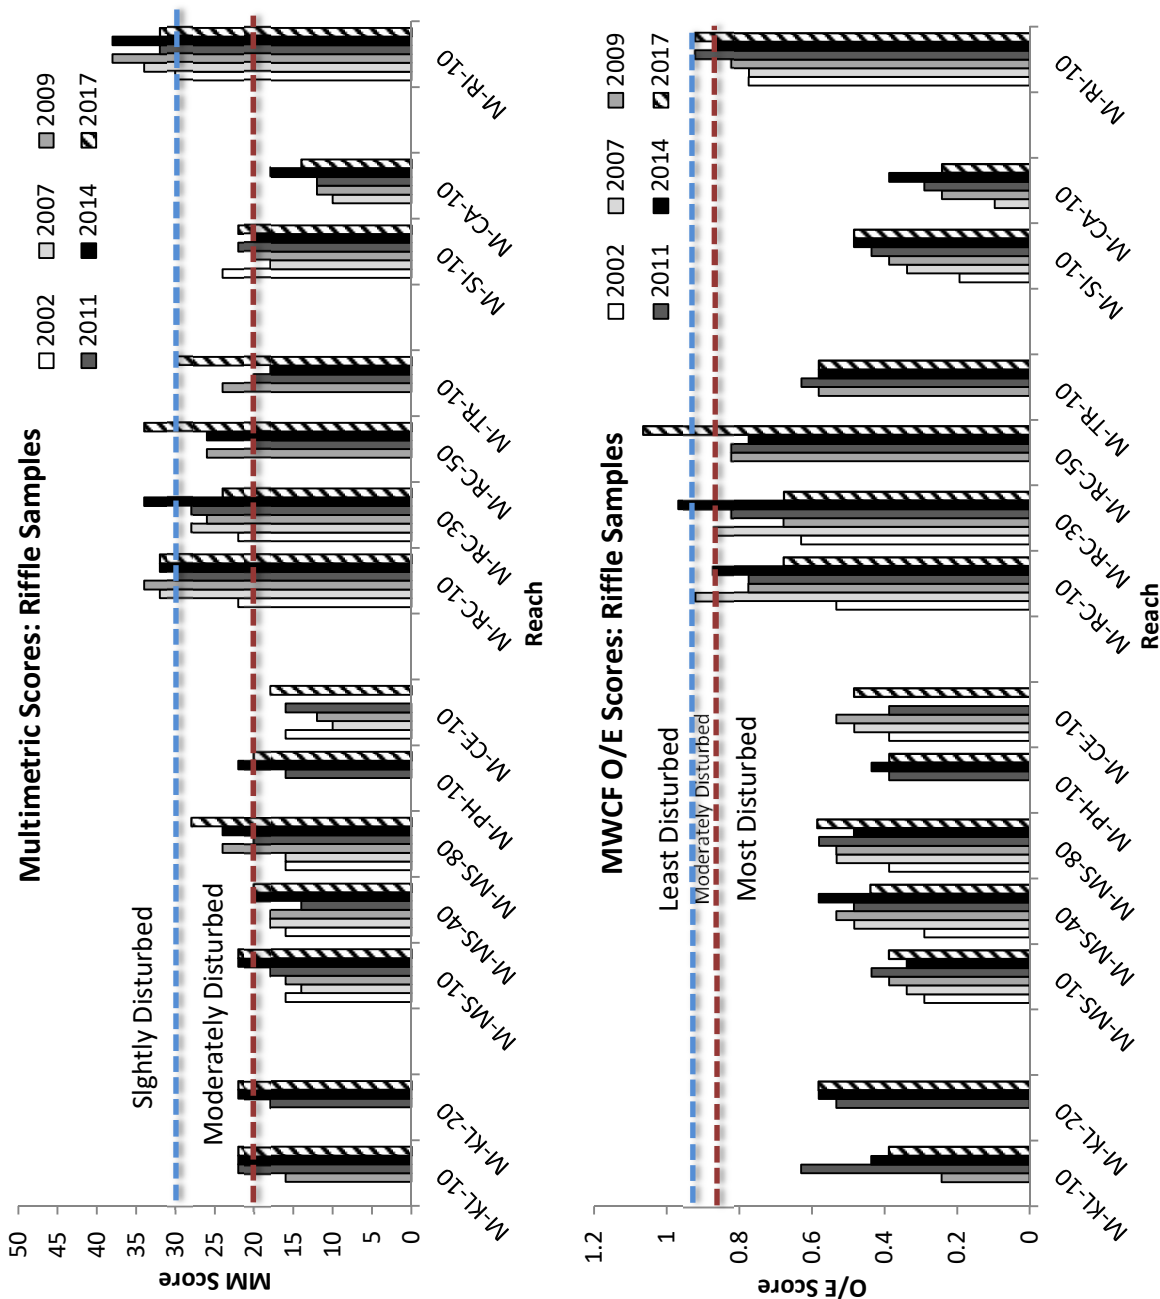 Multimetric Scores: Riffle Samples
2002 2007 2009
2011 2014 2017
SIghtly Disturbed
Moderately Disturbed
MM Score
50
40
30
20
10
0
45
35
25
15
5
M-KL-10
M-KL-20
M-MS-10
M-MS-40
M-MS-80
M-PH-10
M-CE-10
M-RC-10
M-RC-30
M-RC-50
M-TR-10
M-SI-10
M-CA-10
M-RI-10
Reach
MWCF O/E Scores: Riffle Samples
2002 2007 2009
2011 2014 2017
Least Disturbed
Moderately Disturbed
Most Disturbed
O/E Score
1.2
1
0.8
0.6
0.4
0.2
0
M-KL-10
M-KL-20
M-MS-10
M-MS-40
M-MS-80
M-PH-10
M-CE-10
M-RC-10
M-RC-30
M-RC-50
M-TR-10
M-SI-10
M-CA-10
M-RI-10
Reach